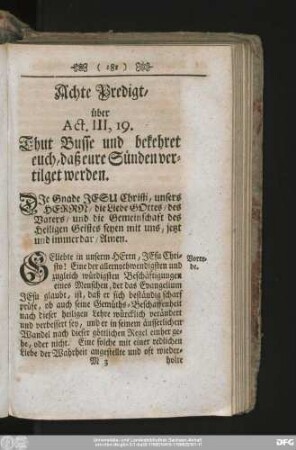 ( 181 )
Achte Predigt,
über
Act. III, 19.
Thut Busse und bekehret
euch, daß eure Sünden ver-
tilget werden.
DIe Gnade JESU Christi, unsers
HERRN, die Liebe GOttes, des
Vaters, und die Gemeinschaft des
Heiligen Geistes seyen mit uns, jetzt
und immerdar, Amen.
GEliebte in unserm HErrn, JEsu Chri-
sto! Eine der allernothwendigsten und
zugleich würdigsten Beschäftigungen
eines Menschen, der das Evangelium
JEsu glaubt, ist, daß er sich beständig scharf
prüfe, ob auch seine Gemüths-Beschaffenheit
nach dieser heiligen Lehre würcklich verändert
und verbessert sey, und er in seinem äusserlichen
Wandel nach dieser göttlichen Regel einher ge-
he, oder nicht. Eine solche mit einer redlichen
Liebe der Wahrheit angestellte und oft wieder-
M 3 holte
Vorre-
de.